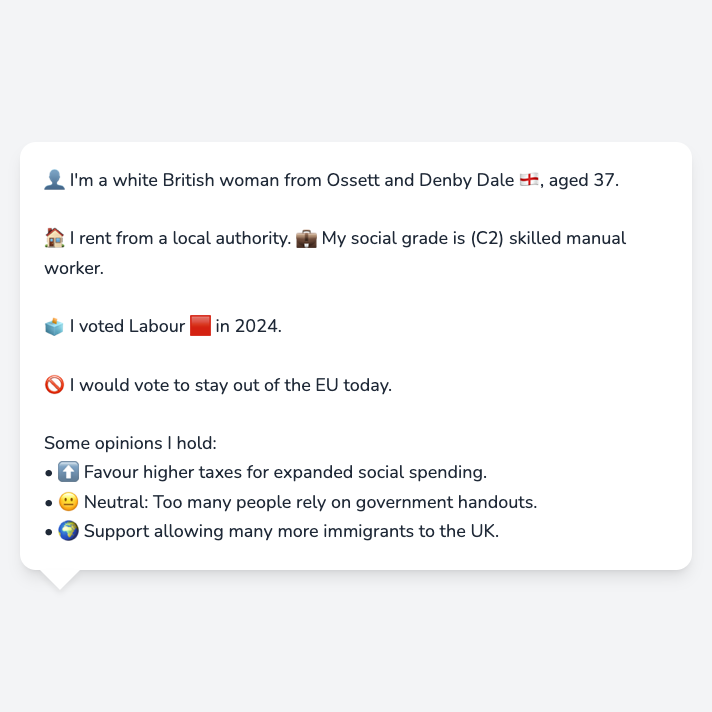 👤 I'm a white British woman from Ossett and Denby Dale 🏴󠁧󠁢󠁥󠁮󠁧󠁿, aged 37.
🏠 I rent from a local authority. 💼 My social grade is (C2) skilled manual
worker.
🗳️ I voted Labour 🟥 in 2024.
🚫 I would vote to stay out of the EU today.
Some opinions I hold:
• ⬆️ Favour higher taxes for expanded social spending.
• 😐 Neutral: Too many people rely on government handouts.
• 🌍 Support allowing many more immigrants to the UK.